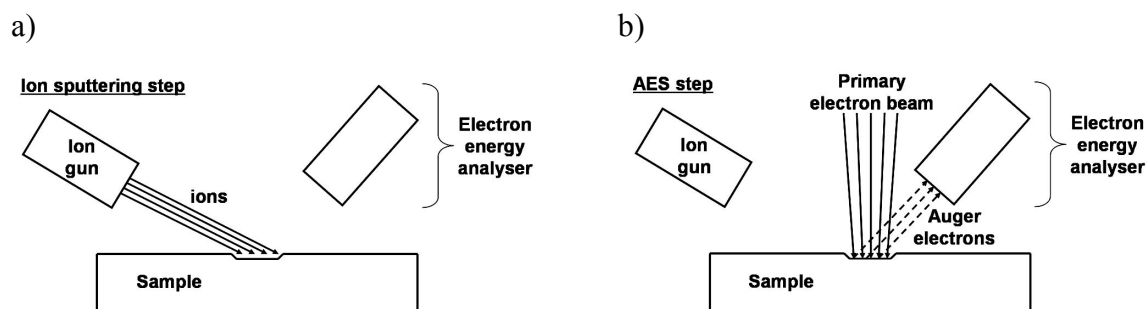 a)
Ion sputtering step
Ion
gun
ions
Electron
energy
analyser
Sample
b)
AES step
Primary
electron beam
Ion
gun
Electron
energy
analyser
Auger
electrons
Sample